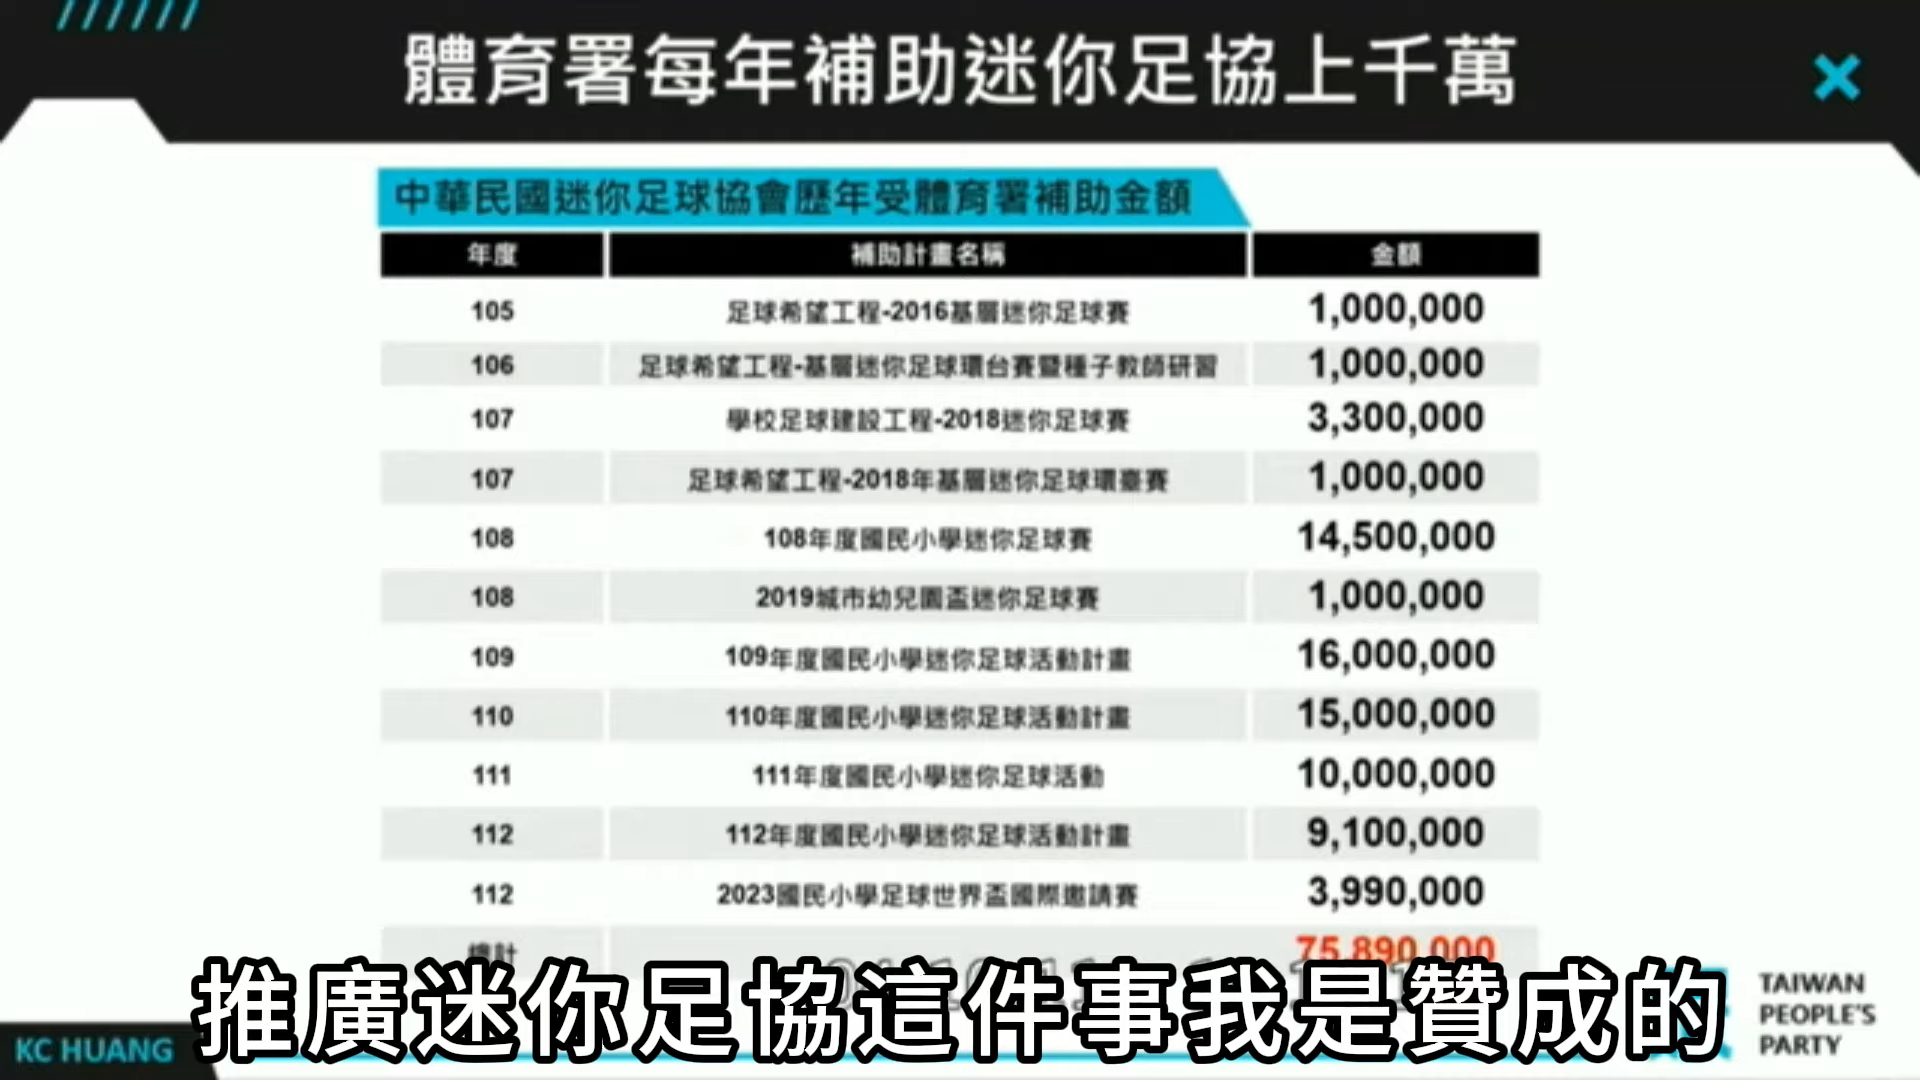 體育署每年補助迷你足協上千萬
中華民國迷你足球協會歷年受體育署補助金額
年度 補助計畫名稱 金額
105 足球希望工程-2016基層迷你足球賽 1,000,000
106 足球希望工程-基層迷你足球環台賽暨種子教師研習 1,000,000
107 學校足球建設工程-2018迷你足球賽 3,300,000
107 足球希望工程-2018年基層迷你足球環臺賽 1,000,000
108 108年度國民小學迷你足球賽 14,500,000
108 2019城市幼兒園盃迷你足球賽 1,000,000
109 109年度國民小學迷你足球活動計畫 16,000,000
110 110年度國民小學迷你足球活動計畫 15,000,000
111 111年度國民小學迷你足球活動 10,000,000
112 112年度國民小學迷你足球活動計畫 9,100,000
112 2023國民小學足球世界盃國際邀請賽 3,990,000
總計 75,890,000
推廣迷你足協這件事我是贊成的
KC HUANG
TAIWAN
PEOPLE'S
PARTY